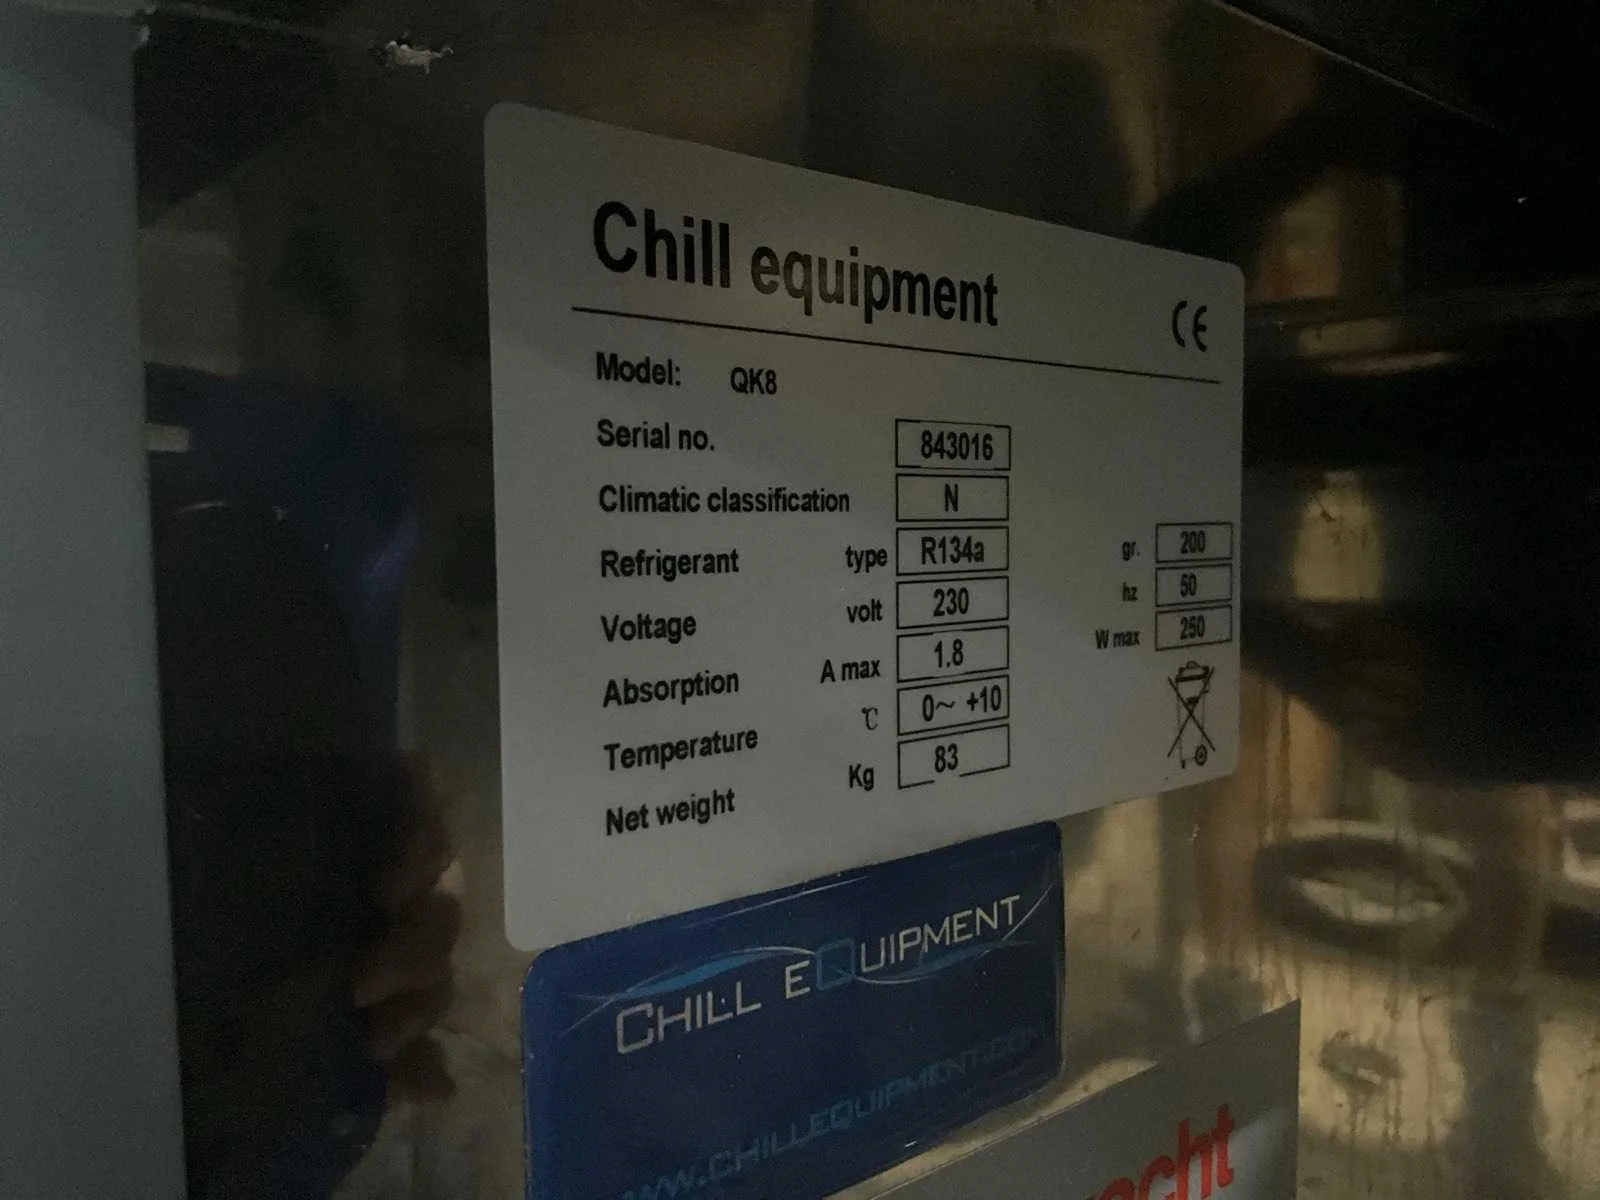 Chill equipment
CE
Model: QK8
Serial no. 843016
Climatic classification N
Refrigerant type R134a gr. 200
Voltage volt 230 hz 50
Absorption A max 1.8 W max 250
Temperature ℃ 0~ +10
Net weight Kg 83
CHILL EQUIPMENT
WWW.CHILLEQUIPMENT.COM